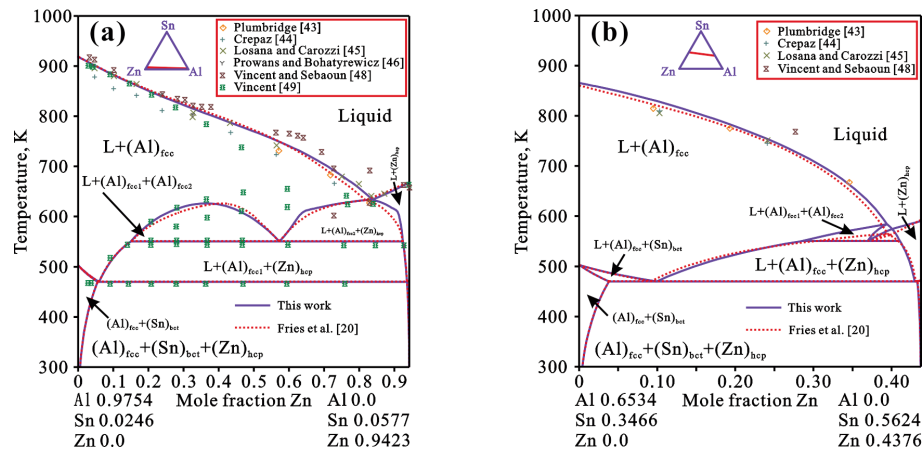 (a)
Sn
Zn
Al
Plumbridge [43]
Crepaz [44]
Losana and Carozzi [45]
Prowans and Bohatyrewicz [46]
Vincent and Sebaoun [48]
Vincent [49]
Temperature, K
1000
900
800
700
600
500
400
300
Liquid
L+(Al)fcc
L+(Zn)hcp
L+(Al)fcc1+(Al)fcc2
L+(Al)fcc2+(Zn)hcp
L+(Al)fcc1+(Zn)hcp
(Al)fcc+(Sn)bct
This work
Fries et al. [20]
(Al)fcc+(Sn)bct+(Zn)hcp
0 0.1 0.2 0.3 0.4 0.5 0.6 0.7 0.8 0.9
Al 0.97754 Mole fraction Zn Al 0.0
Sn 0.0246 Sn 0.0577
Zn 0.0 Zn 0.9423
(b)
Sn
Zn
Al
Plumbridge [43]
Crepaz [44]
Losana and Carozzi [45]
Vincent and Sebaoun [48]
Temperature, K
1000
900
800
700
600
500
400
300
Liquid
L+(Al)fcc
L+(Zn)hcp
L+(Al)fcc1+(Al)fcc2
L+(Al)fcc+(Sn)bct
L+(Al)fcc+(Zn)hcp
(Al)fcc+(Sn)bct
This work
Fries et al. [20]
(Al)fcc+(Sn)bct+(Zn)hcp
0 0.10 0.20 0.30 0.40
Al 0.6534 Mole fraction Zn Al 0.0
Sn 0.3466 Sn 0.5624
Zn 0.0 Zn 0.4376